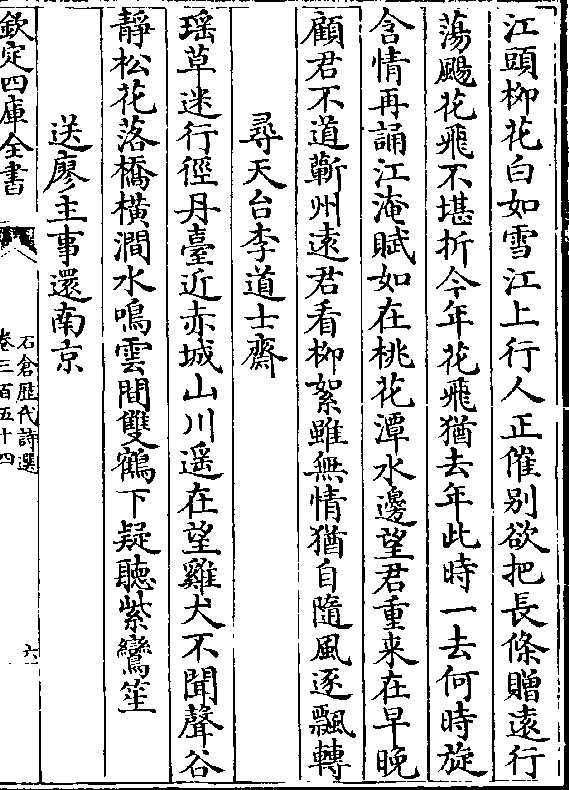 江頭栁花白如雪江上行人正催别欲把長條贈遠行
蕩颺花飛不堪折今年花飛猶去年此時一去何時旋
含情再誦江淹賦如在桃花潭水邊望君重来在早晚
顧君不道蘄州逺君看栁絮雖無情猶自隨風逐飄轉
尋天台李道士齋
瑶草迷行徑丹臺近赤城山川遥在望雞犬不聞聲谷
靜松花落橋橫澗水鳴雲間雙鶴下疑聽紫鸞笙
送廖主事還南京
欽定四庫全書
石倉歴代詩選
卷三百五十四
六